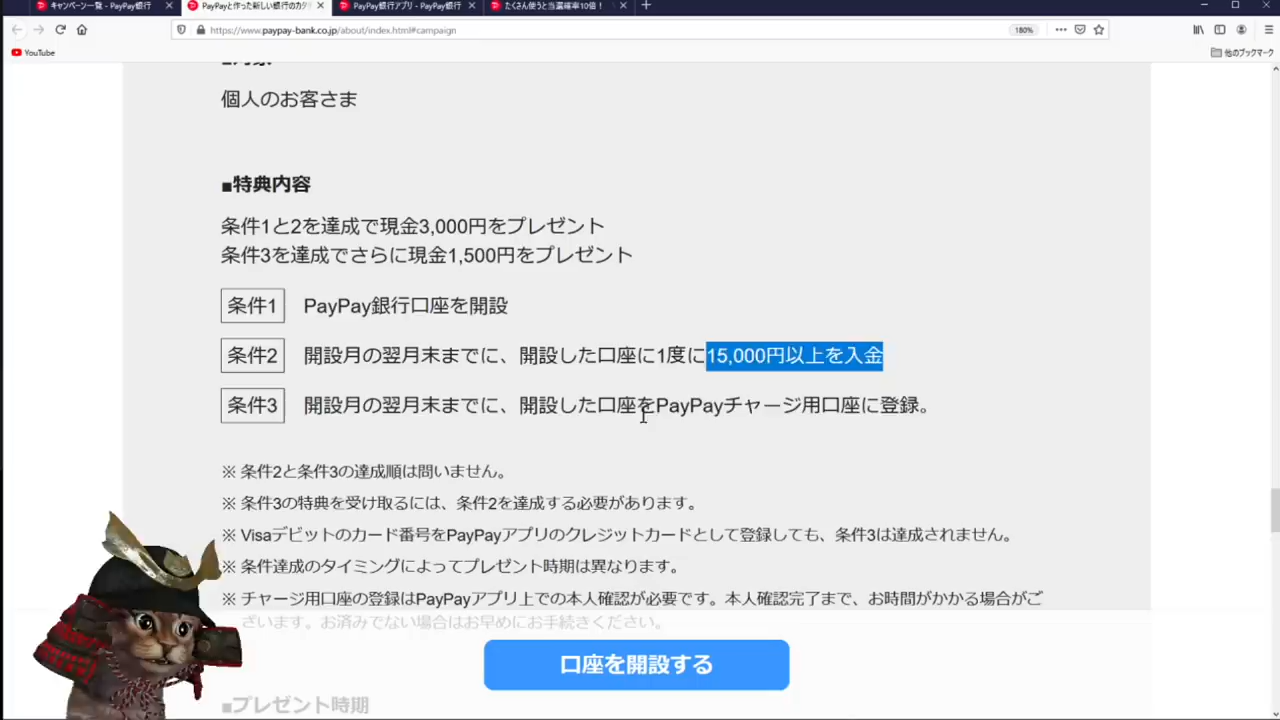 キャンペーン一覧 - PayPay銀行
PayPayと作った新しい銀行のカタチ
PayPay銀行アプリ - PayPay銀行
たくさん使うと当選確率10倍！
https://www.paypay-bank.co.jp/about/index.html#campaign
180%
YouTube
他のブックマーク
■対象
個人のお客さま
■特典内容
条件1と2を達成で現金3,000円をプレゼント
条件3を達成でさらに現金1,500円をプレゼント
条件1 PayPay銀行口座を開設
条件2 開設月の翌月末までに、開設した口座に1度に15,000円以上を入金
条件3 開設月の翌月末までに、開設した口座をPayPayチャージ用口座に登録。
※ 条件2と条件3の達成順は問いません。
※ 条件3の特典を受け取るには、条件2を達成する必要があります。
※ Visaデビットのカード番号をPayPayアプリのクレジットカードとして登録しても、条件3は達成されません。
※ 条件達成のタイミングによってプレゼント時期は異なります。
※ チャージ用口座の登録はPayPayアプリ上での本人確認が必要です。本人確認完了まで、お時間がかかる場合がご
ざいます。お済みでない場合はお早めにお手続きください。
口座を開設する
■プレゼント時期